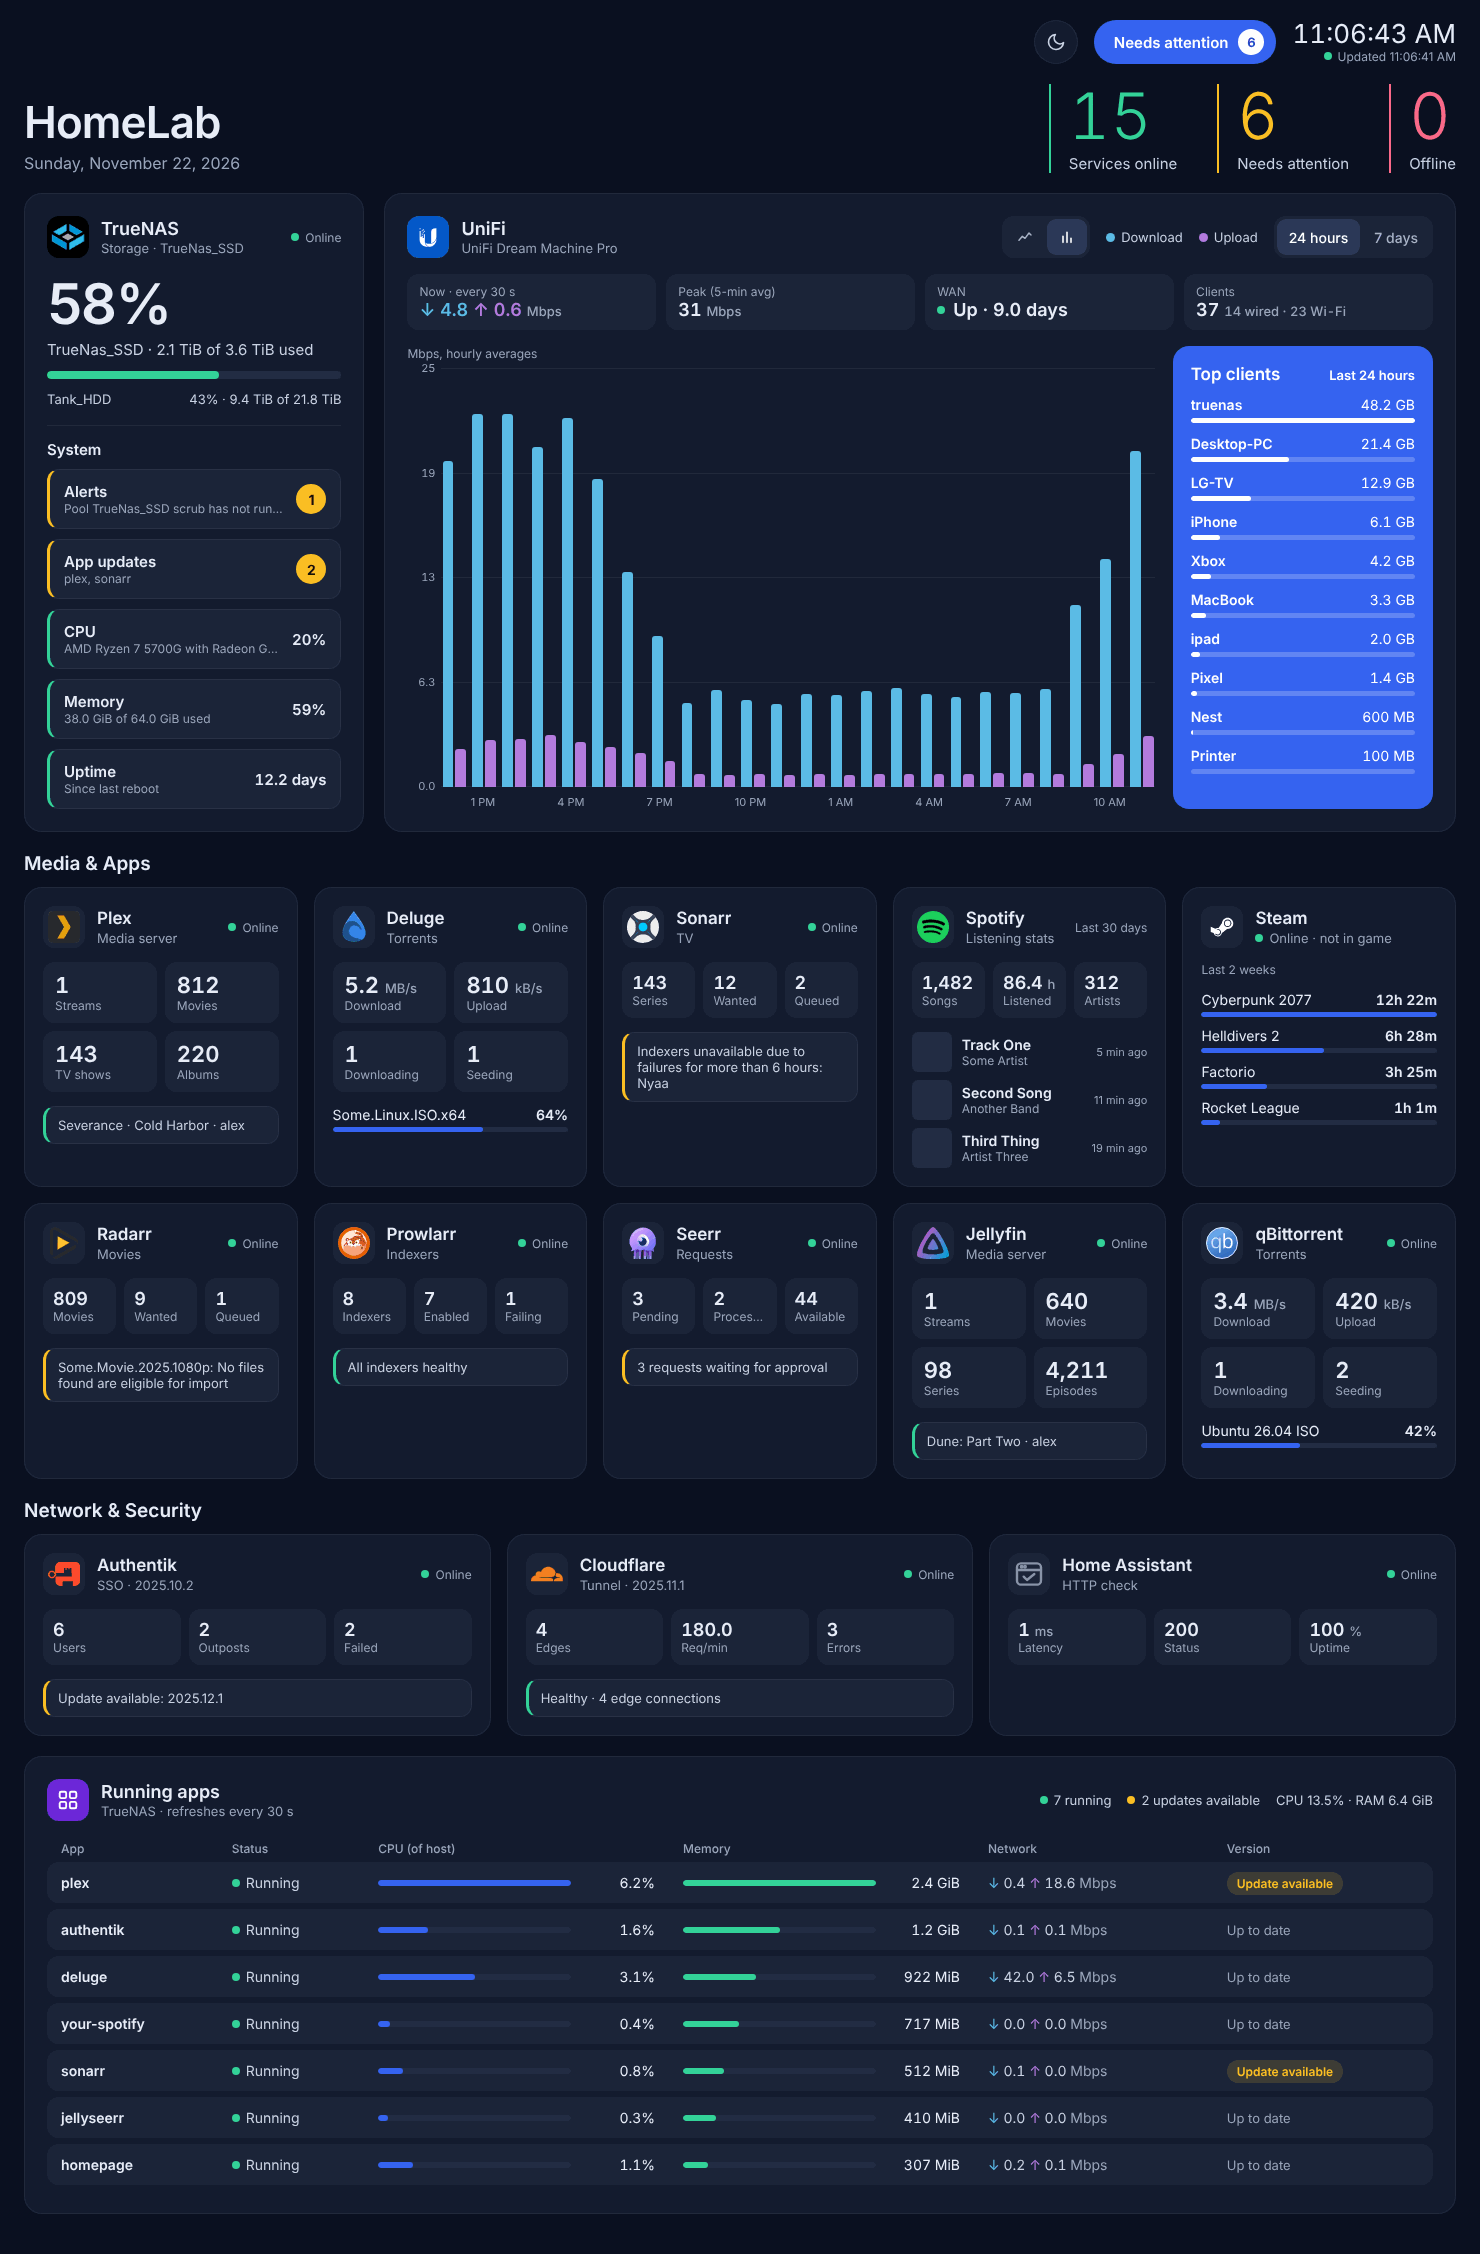 Needs attention 6
11:06:43 AM
Updated 11:06:41 AM
HomeLab
Sunday, November 22, 2026
15
Services online
6
Needs attention
0
Offline
TrueNAS
Storage · TrueNas_SSD
Online
58%
TrueNas_SSD · 2.1 TiB of 3.6 TiB used
Tank_HDD 43% · 9.4 TiB of 21.8 TiB
System
Alerts
Pool TrueNas_SSD scrub has not run...
1
App updates
plex, sonarr
2
CPU
AMD Ryzen 7 5700G with Radeon G...
20%
Memory
38.0 GiB of 64.0 GiB used
59%
Uptime
Since last reboot
12.2 days
UniFi
UniFi Dream Machine Pro
Download Upload
24 hours 7 days
Now · every 30 s
↓ 4.8 ↑ 0.6 Mbps
Peak (5-min avg)
31 Mbps
WAN
Up · 9.0 days
Clients
37 14 wired · 23 Wi-Fi
Mbps, hourly averages
25
19
13
6.3
0.0
1 PM 4 PM 7 PM 10 PM 1 AM 4 AM 7 AM 10 AM
Top clients Last 24 hours
truenas 48.2 GB
Desktop-PC 21.4 GB
LG-TV 12.9 GB
iPhone 6.1 GB
Xbox 4.2 GB
MacBook 3.3 GB
ipad 2.0 GB
Pixel 1.4 GB
Nest 600 MB
Printer 100 MB
Media & Apps
Plex
Media server
Online
1
Streams
812
Movies
143
TV shows
220
Albums
Severance · Cold Harbor · alex
Deluge
Torrents
Online
5.2 MB/s
Download
810 kB/s
Upload
1
Downloading
1
Seeding
Some.Linux.ISO.x64 64%
Sonarr
TV
Online
143
Series
12
Wanted
2
Queued
Indexers unavailable due to
failures for more than 6 hours:
Nyaa
Spotify
Listening stats
Last 30 days
1,482
Songs
86.4 h
Listened
312
Artists
Track One
Some Artist
5 min ago
Second Song
Another Band
11 min ago
Third Thing
Artist Three
19 min ago
Steam
Online · not in game
Last 2 weeks
Cyberpunk 2077 12h 22m
Helldivers 2 6h 28m
Factorio 3h 25m
Rocket League 1h 1m
Radarr
Movies
Online
809
Movies
9
Wanted
1
Queued
Some.Movie.2025.1080p: No files
found are eligible for import
Prowlarr
Indexers
Online
8
Indexers
7
Enabled
1
Failing
All indexers healthy
Seerr
Requests
Online
3
Pending
2
Proces...
44
Available
3 requests waiting for approval
Jellyfin
Media server
Online
1
Streams
640
Movies
98
Series
4,211
Episodes
Dune: Part Two · alex
qb
qBittorrent
Torrents
Online
3.4 MB/s
Download
420 kB/s
Upload
1
Downloading
2
Seeding
Ubuntu 26.04 ISO 42%
Network & Security
Authentik
SSO · 2025.10.2
Online
6
Users
2
Outposts
2
Failed
Update available: 2025.12.1
Cloudflare
Tunnel · 2025.11.1
Online
4
Edges
180.0
Req/min
3
Errors
Healthy · 4 edge connections
Home Assistant
HTTP check
Online
1 ms
Latency
200
Status
100 %
Uptime
Running apps
TrueNAS · refreshes every 30 s
7 running 2 updates available CPU 13.5% · RAM 6.4 GiB
App Status CPU (of host) Memory Network Version
plex Running 6.2% 2.4 GiB ↓ 0.4 ↑ 18.6 Mbps Update available
authentik Running 1.6% 1.2 GiB ↓ 0.1 ↑ 0.1 Mbps Up to date
deluge Running 3.1% 922 MiB ↓ 42.0 ↑ 6.5 Mbps Up to date
your-spotify Running 0.4% 717 MiB ↓ 0.0 ↑ 0.0 Mbps Up to date
sonarr Running 0.8% 512 MiB ↓ 0.1 ↑ 0.0 Mbps Update available
jellyseerr Running 0.3% 410 MiB ↓ 0.0 ↑ 0.0 Mbps Up to date
homepage Running 1.1% 307 MiB ↓ 0.2 ↑ 0.1 Mbps Up to date